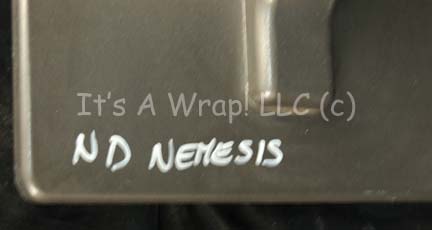 It's A Wrap! LLC (c)
ND NEMESIS